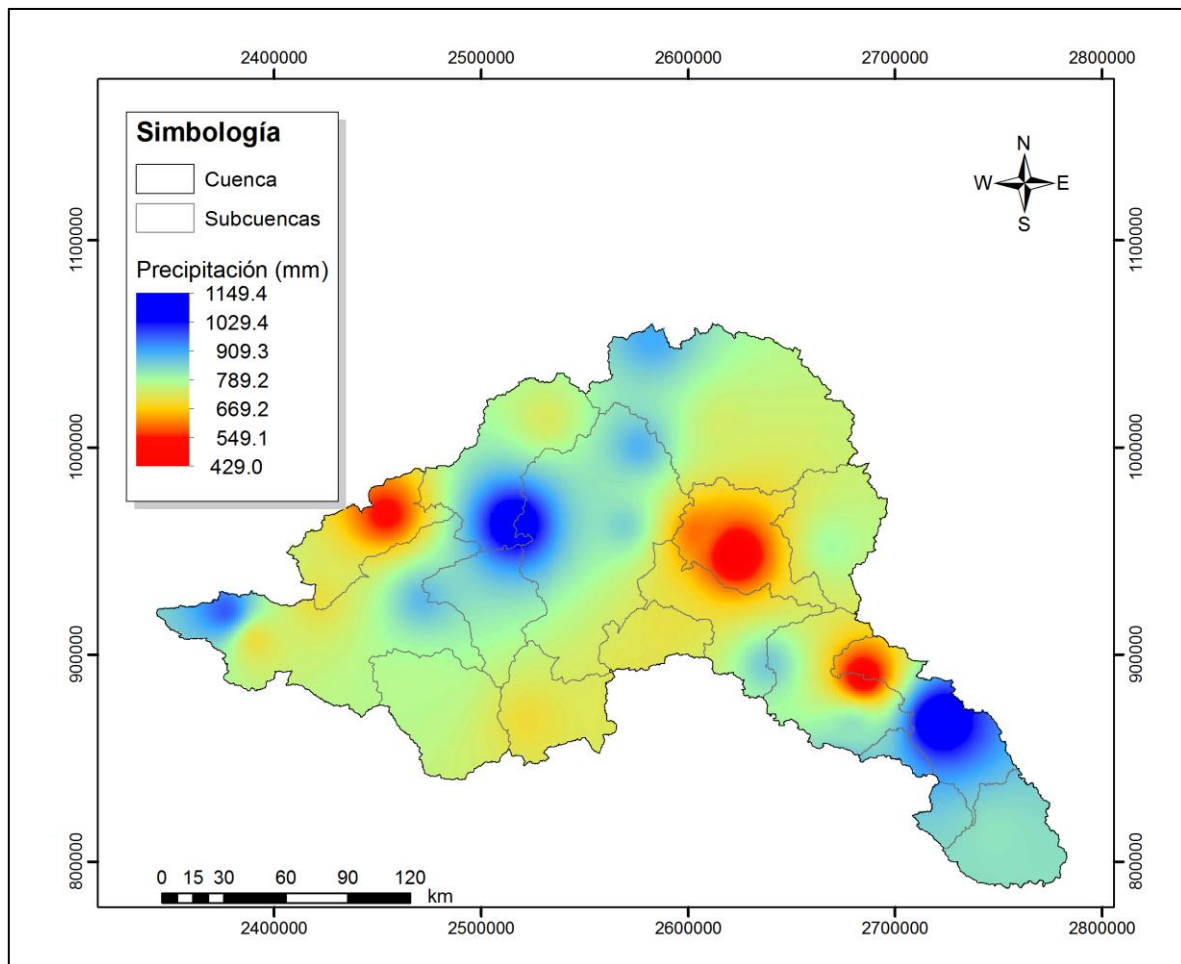 2400000 2500000 2600000 2700000 2800000
Simbología
Cuenca
Subcuencas
Precipitación (mm)
1149.4
1029.4
909.3
789.2
669.2
549.1
429.0
N
W E
S
1100000 1100000
1000000 1000000
900000 900000
800000 800000
0 15 30 60 90 120
km
2400000 2500000 2600000 2700000 2800000